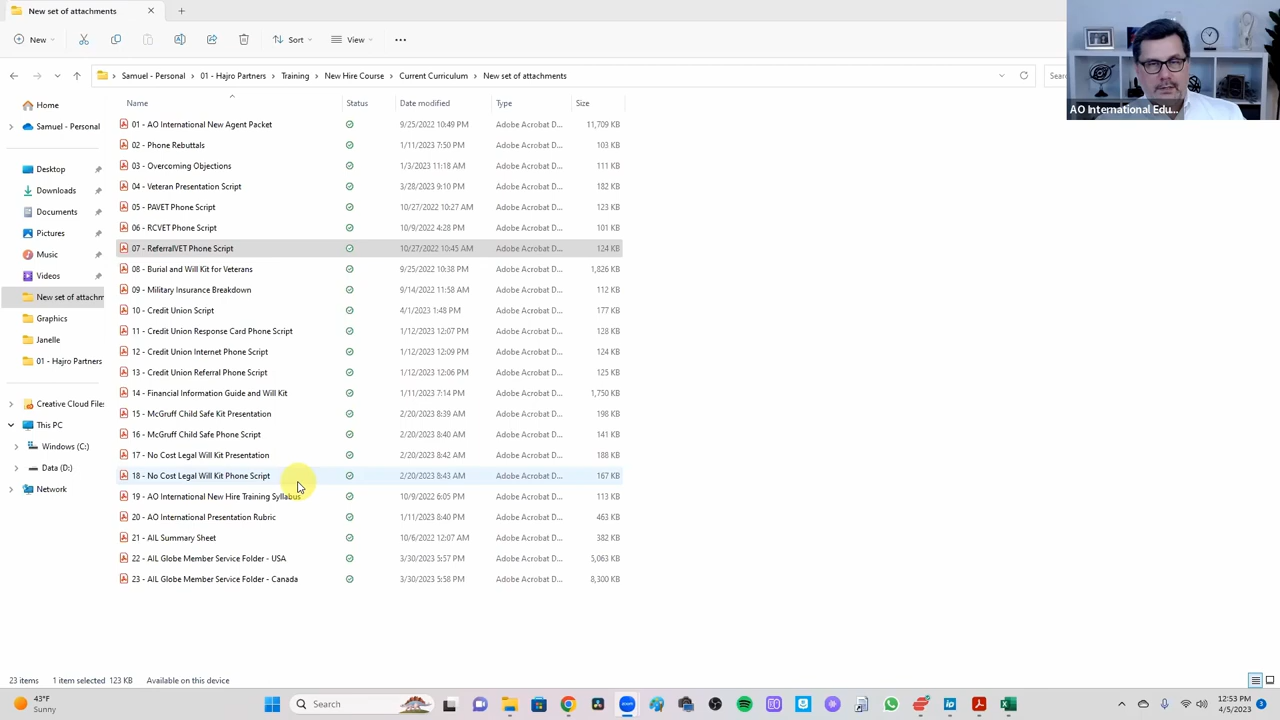 New set of attachments
New
Sort
View
Samuel - Personal
01 - Hajro Partners
Training
New Hire Course
Current Curriculum
New set of attachments
AO International Edu...
Name Status Date modified Type Size
Home
Samuel - Personal
Desktop
Downloads
Documents
Pictures
Music
Videos
New set of attachm
Graphics
Janelle
01 - Hajro Partners
Creative Cloud Files
This PC
Windows (C:)
Data (D:)
Network
01 - AO International New Agent Packet 9/25/2022 10:49 PM Adobe Acrobat D... 11,709 KB
02 - Phone Rebuttals 1/11/2023 7:50 PM Adobe Acrobat D... 103 KB
03 - Overcoming Objections 1/3/2023 11:18 AM Adobe Acrobat D... 111 KB
04 - Veteran Presentation Script 3/28/2023 9:10 PM Adobe Acrobat D... 182 KB
05 - PAVET Phone Script 10/27/2022 10:27 AM Adobe Acrobat D... 123 KB
06 - RCVET Phone Script 10/9/2022 4:28 PM Adobe Acrobat D... 101 KB
07 - ReferralVET Phone Script 10/27/2022 10:45 AM Adobe Acrobat D... 124 KB
08 - Burial and Will Kit for Veterans 9/25/2022 10:38 PM Adobe Acrobat D... 1,826 KB
09 - Military Insurance Breakdown 9/14/2022 11:58 AM Adobe Acrobat D... 112 KB
10 - Credit Union Script 4/1/2023 1:48 PM Adobe Acrobat D... 177 KB
11 - Credit Union Response Card Phone Script 1/12/2023 12:07 PM Adobe Acrobat D... 128 KB
12 - Credit Union Internet Phone Script 1/12/2023 12:09 PM Adobe Acrobat D... 124 KB
13 - Credit Union Referral Phone Script 1/12/2023 12:06 PM Adobe Acrobat D... 125 KB
14 - Financial Information Guide and Will Kit 1/11/2023 7:14 PM Adobe Acrobat D... 1,750 KB
15 - McGruff Child Safe Kit Presentation 2/20/2023 8:39 AM Adobe Acrobat D... 198 KB
16 - McGruff Child Safe Phone Script 2/20/2023 8:40 AM Adobe Acrobat D... 141 KB
17 - No Cost Legal Will Kit Presentation 2/20/2023 8:42 AM Adobe Acrobat D... 188 KB
18 - No Cost Legal Will Kit Phone Script 2/20/2023 8:43 AM Adobe Acrobat D... 167 KB
19 - AO International New Hire Training Syllabus 10/9/2022 6:05 PM Adobe Acrobat D... 113 KB
20 - AO International Presentation Rubric 1/11/2023 8:40 PM Adobe Acrobat D... 463 KB
21 - AIL Summary Sheet 10/6/2022 12:07 AM Adobe Acrobat D... 382 KB
22 - AIL Globe Member Service Folder - USA 3/30/2023 5:57 PM Adobe Acrobat D... 5,063 KB
23 - AIL Globe Member Service Folder - Canada 3/30/2023 5:58 PM Adobe Acrobat D... 8,300 KB
23 items 1 item selected 123 KB Available on this device
43°F
Sunny
Search
zoom
12:53 PM
4/5/2023
3